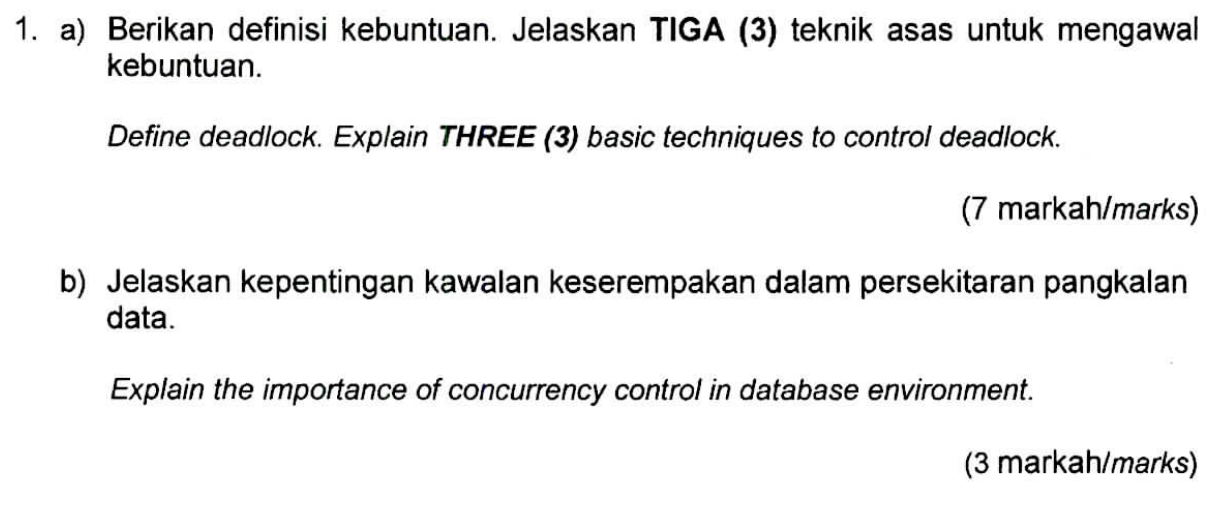 1. a) Berikan definisi kebuntuan. Jelaskan TIGA (3) teknik asas untuk mengawal
kebuntuan.
Define deadlock. Explain THREE (3) basic techniques to control deadlock.
(7 markah/marks)
b) Jelaskan kepentingan kawalan keserempakan dalam persekitaran pangkalan
data.
Explain the importance of concurrency control in database environment.
(3 markah/marks)